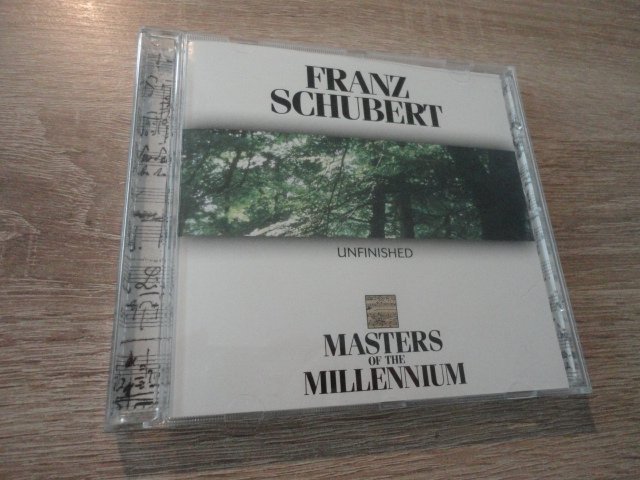 FRANZ
SCHUBERT
UNFINISHED
MASTERS
OF THE
MILLENNIUM